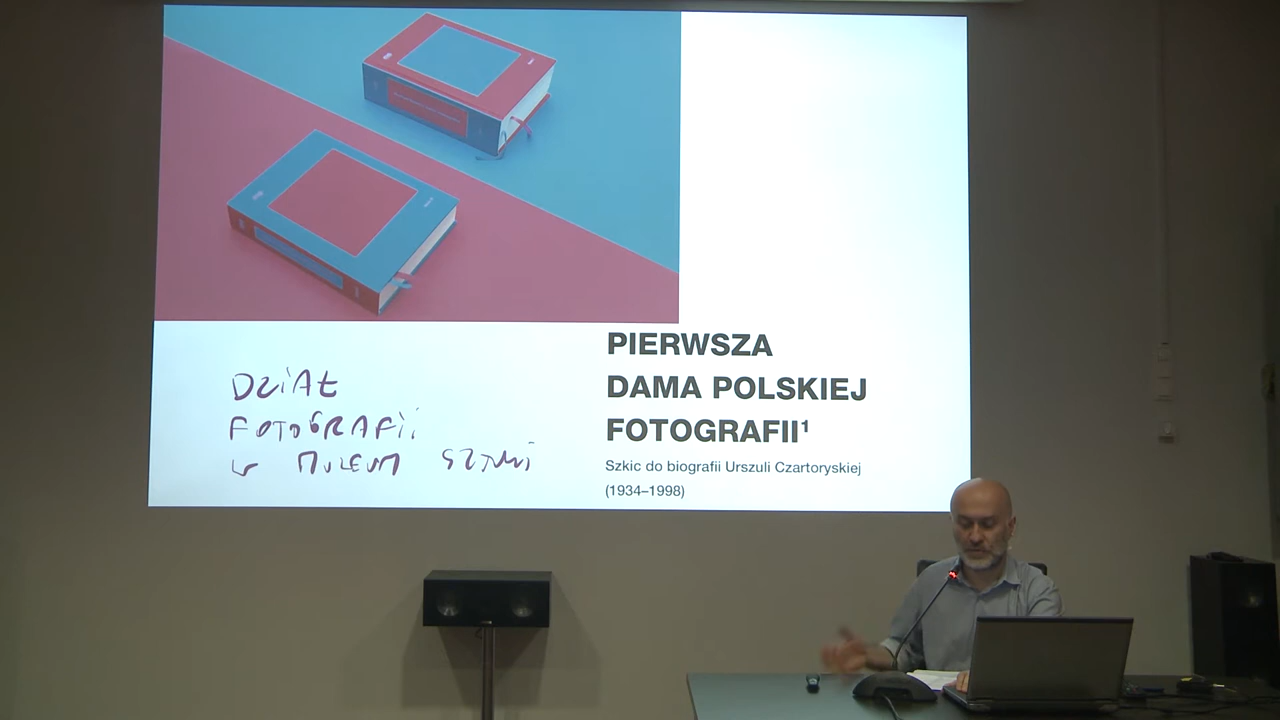 DZIAŁ
FOTOGRAFII
W MUZEUM SZTUKI
PIERWSZA
DAMA POLSKIEJ
FOTOGRAFII¹
Szkic do biografii Urszuli Czartoryskiej
(1934–1998)